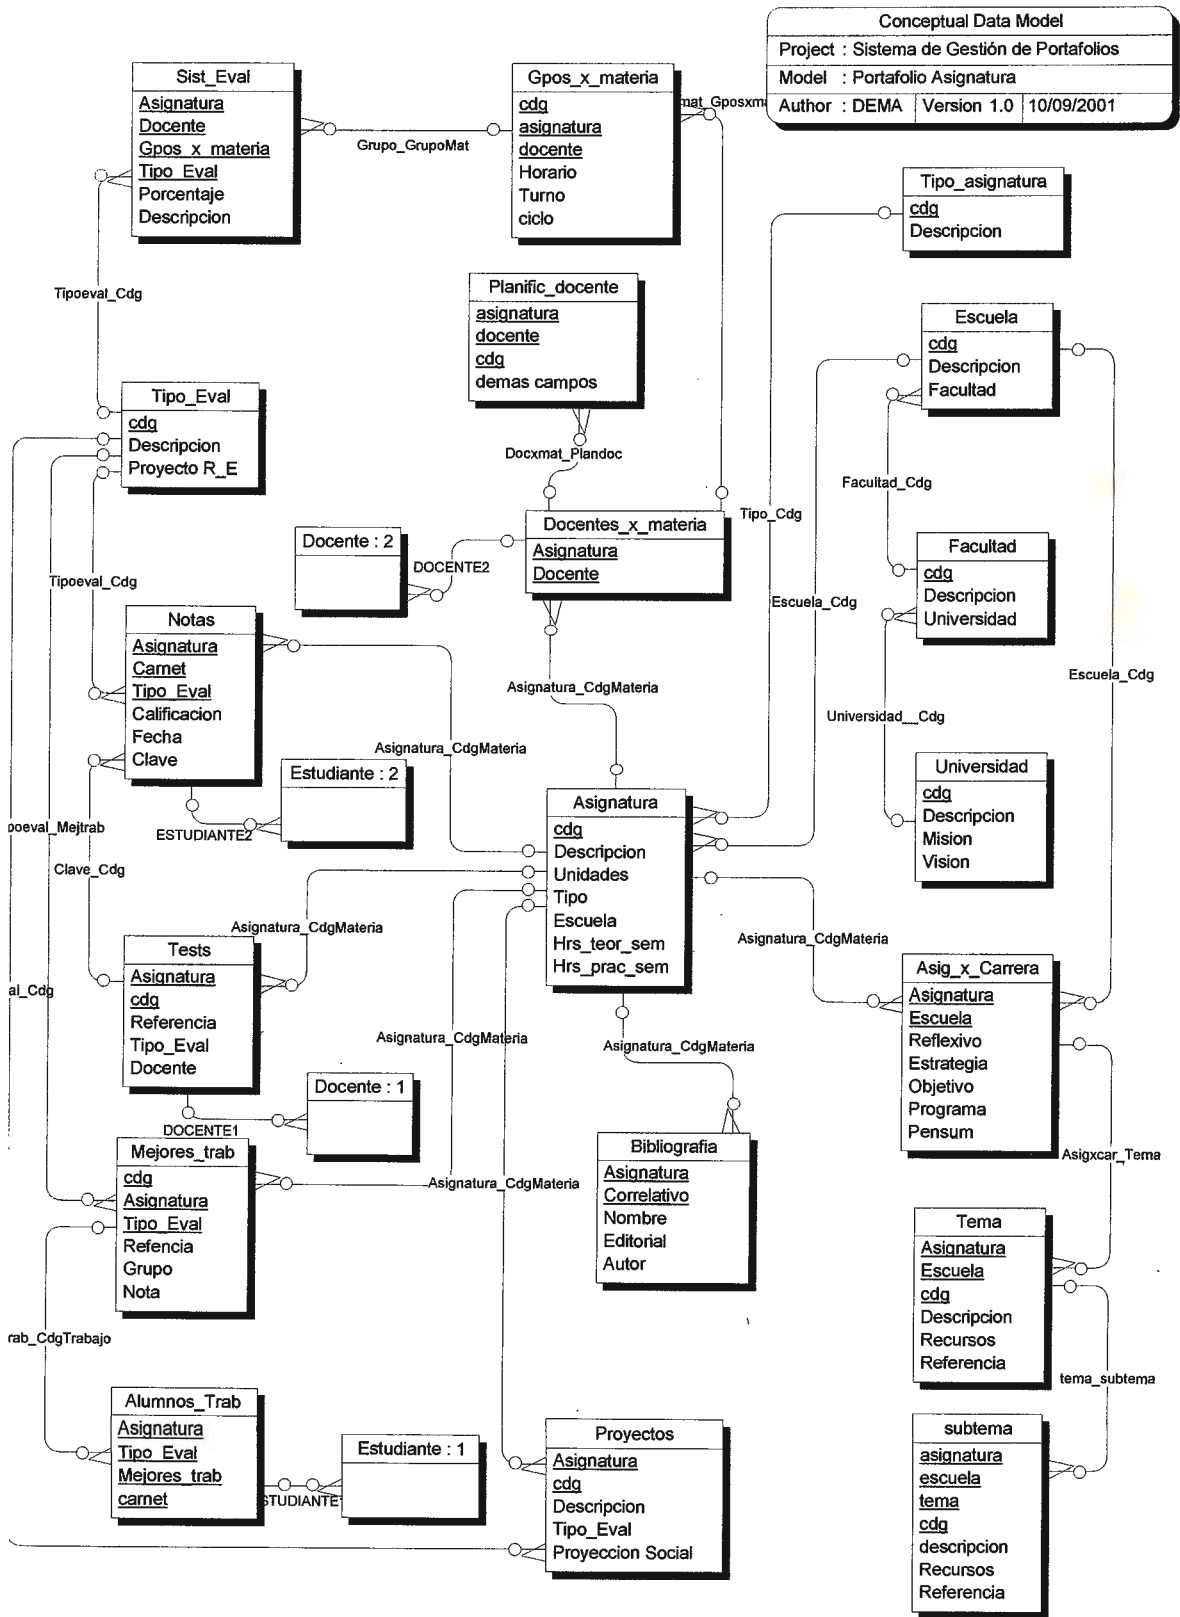 Conceptual Data Model
Project : Sistema de Gestión de Portafolios
Model : Portafolio Asignatura
Author : DEMA Version 1.0 10/09/2001
Sist_Eval
Asignatura
Docente
Gpos_x_materia
Tipo_Eval
Porcentaje
Descripcion
Grupo_GrupoMat
Gpos_x_materia
cdg
asignatura
docente
Horario
Turno
ciclo
mat_Gposxm
Tipo_asignatura
cdg
Descripcion
Tipoeval_Cdg
Planific_docente
asignatura
docente
cdg
demas campos
Docxmat_Plandoc
Escuela
cdg
Descripcion
Facultad
Facultad_Cdg
Tipo_Eval
cdg
Descripcion
Proyecto R_E
Tipoeval_Cdg
Docente : 2
DOCENTE2
Docentes_x_materia
Asignatura
Docente
Tipo_Cdg
Escuela_Cdg
Facultad
cdg
Descripcion
Universidad
Universidad__Cdg
Escuela_Cdg
Notas
Asignatura
Carnet
Tipo_Eval
Calificacion
Fecha
Clave
Asignatura_CdgMateria
Asignatura_CdgMateria
Estudiante : 2
ESTUDIANTE2
Universidad
cdg
Descripcion
Mision
Vision
poeval_Mejtrab
Clave_Cdg
Asignatura
cdg
Descripcion
Unidades
Tipo
Escuela
Hrs_teor_sem
Hrs_prac_sem
Asignatura_CdgMateria
Asignatura_CdgMateria
Tests
Asignatura
cdg
Referencia
Tipo_Eval
Docente
al_Cdg
Asig_x_Carrera
Asignatura
Escuela
Reflexivo
Estrategia
Objetivo
Programa
Pensum
Asignatura_CdgMateria
Asignatura_CdgMateria
Docente : 1
DOCENTE1
Mejores_trab
cdg
Asignatura
Tipo_Eval
Refencia
Grupo
Nota
Asignatura_CdgMateria
Bibliografia
Asignatura
Correlativo
Nombre
Editorial
Autor
Asigxcar_Tema
Tema
Asignatura
Escuela
cdg
Descripcion
Recursos
Referencia
rab_CdgTrabajo
tema_subtema
Alumnos_Trab
Asignatura
Tipo_Eval
Mejores_trab
carnet
Estudiante : 1
STUDIANTE1
Proyectos
Asignatura
cdg
Descripcion
Tipo_Eval
Proyeccion Social
subtema
asignatura
escuela
tema
cdg
descripcion
Recursos
Referencia